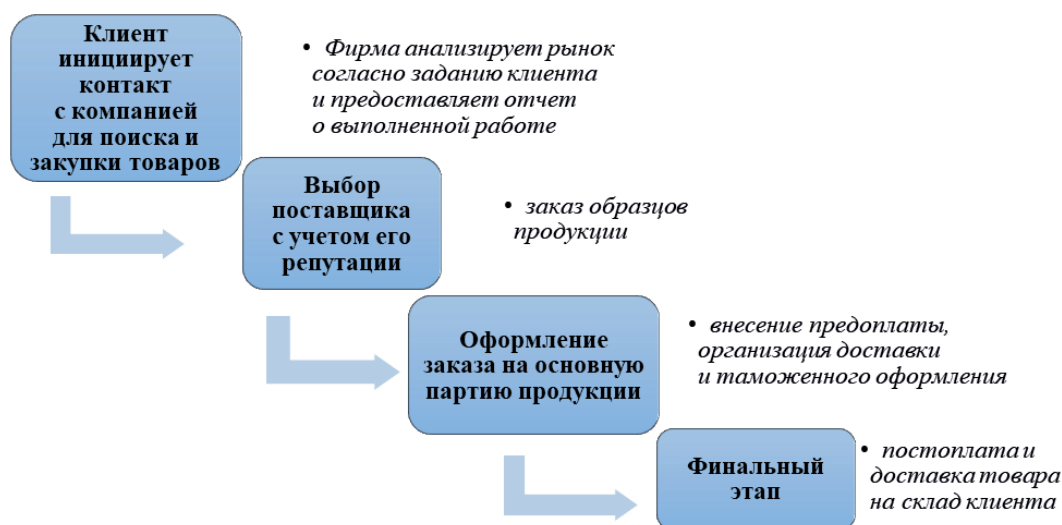 Клиент
инициирует
контакт
с компанией
для поиска и
закупки товаров
• Фирма анализирует рынок
согласно заданию клиента
и предоставляет отчет
о выполненной работе
Выбор
поставщика
с учетом его
репутации
• заказ образцов
продукции
Оформление
заказа на основную
партию продукции
• внесение предоплаты,
организация доставки
и таможенного оформления
Финальный
этап
• постоплата и
доставка товара
на склад клиента